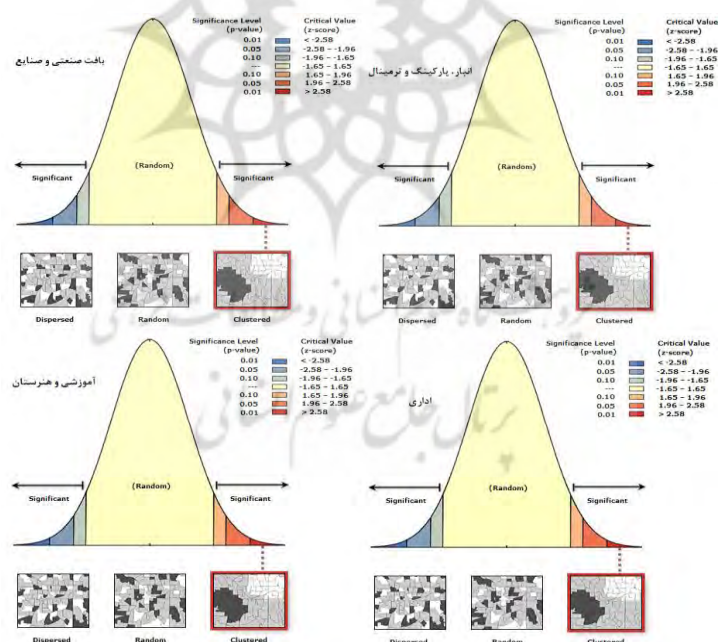 Significance Level (p-value) Critical Value (z-score)
0.01 < -2.58
0.05 -2.58 - -1.96
0.10 -1.96 - -1.65
--- -1.65 - 1.65
0.10 1.65 - 1.96
0.05 1.96 - 2.58
0.01 > 2.58
بافت صنعتی و صنایع
(Random)
Significant Significant
Dispersed Random Clustered
Significance Level (p-value) Critical Value (z-score)
0.01 < -2.58
0.05 -2.58 - -1.96
0.10 -1.96 - -1.65
--- -1.65 - 1.65
0.10 1.65 - 1.96
0.05 1.96 - 2.58
0.01 > 2.58
انبار، پارکینگ و ترمینال
(Random)
Significant Significant
Dispersed Random Clustered
پژوهشگاه علوم انسانی و مطالعات فرهنگی
Significance Level (p-value) Critical Value (z-score)
0.01 < -2.58
0.05 -2.58 - -1.96
0.10 -1.96 - -1.65
--- -1.65 - 1.65
0.10 1.65 - 1.96
0.05 1.96 - 2.58
0.01 > 2.58
آموزشی و هنرستان
(Random)
Significant Significant
Dispersed Random Clustered
Significance Level (p-value) Critical Value (z-score)
0.01 < -2.58
0.05 -2.58 - -1.96
0.10 -1.96 - -1.65
--- -1.65 - 1.65
0.10 1.65 - 1.96
0.05 1.96 - 2.58
0.01 > 2.58
اداری
(Random)
Significant Significant
Dispersed Random Clustered
پرتال جامع علوم انسانی